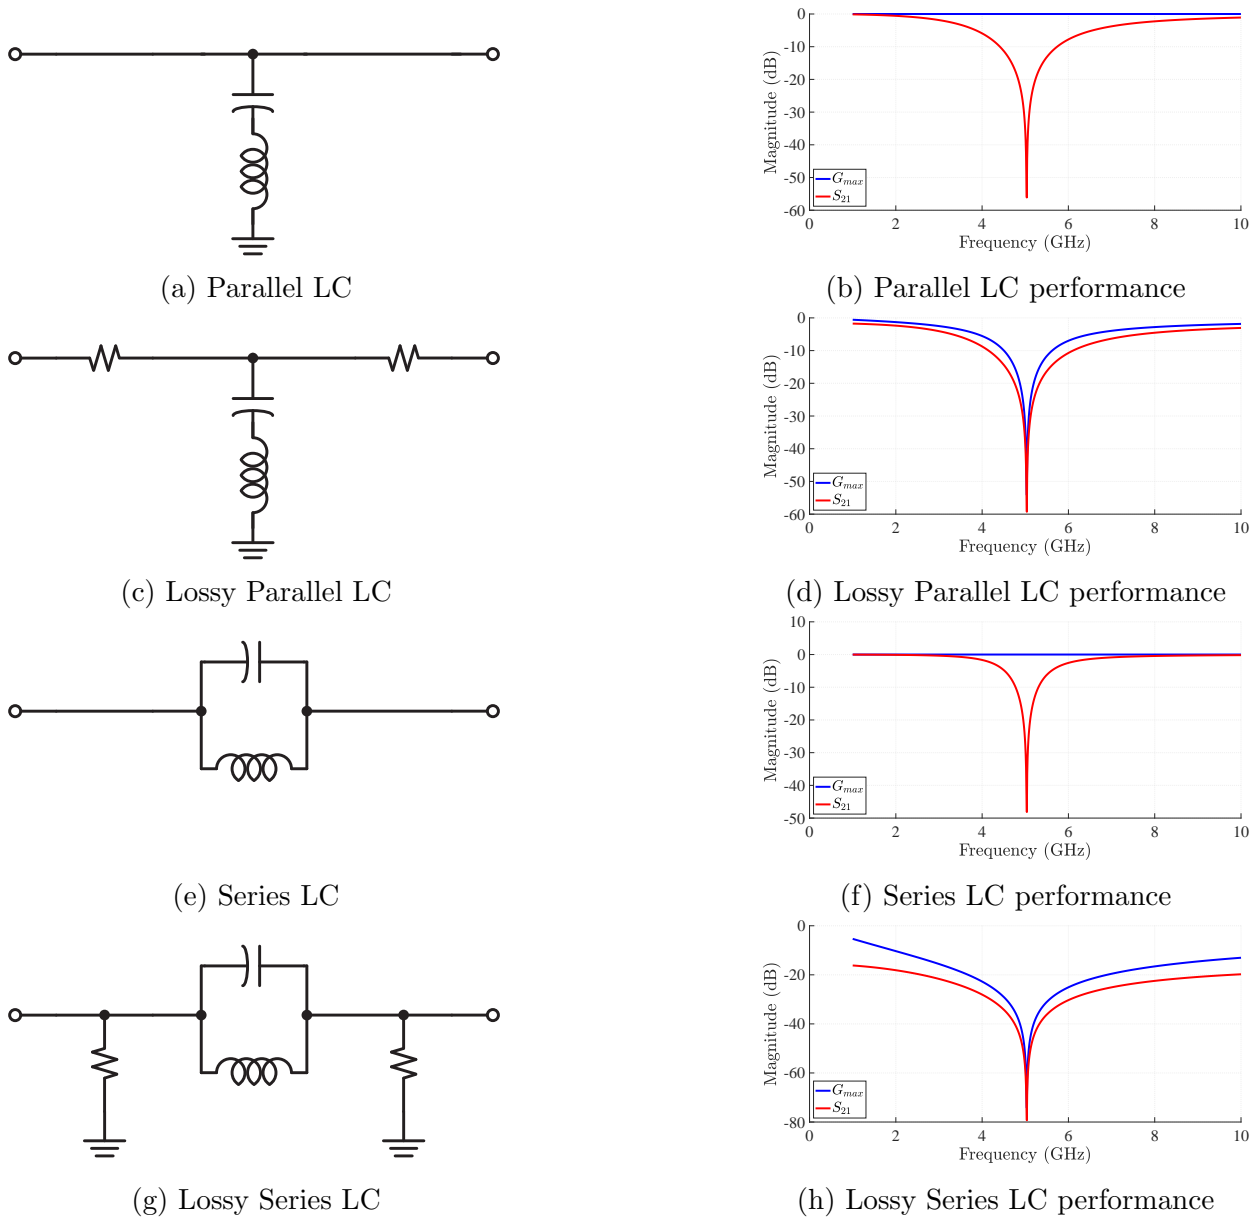 0
-10
-20
-30
-40
-50
-60
Magnitude (dB)
G_max
S_21
0 2 4 6 8 10
Frequency (GHz)
(a) Parallel LC
(b) Parallel LC performance
0
-10
-20
-30
-40
-50
-60
Magnitude (dB)
G_max
S_21
0 2 4 6 8 10
Frequency (GHz)
(c) Lossy Parallel LC
(d) Lossy Parallel LC performance
10
0
-10
-20
-30
-40
-50
Magnitude (dB)
G_max
S_21
0 2 4 6 8 10
Frequency (GHz)
(e) Series LC
(f) Series LC performance
0
-20
-40
-60
-80
Magnitude (dB)
G_max
S_21
0 2 4 6 8 10
Frequency (GHz)
(g) Lossy Series LC
(h) Lossy Series LC performance